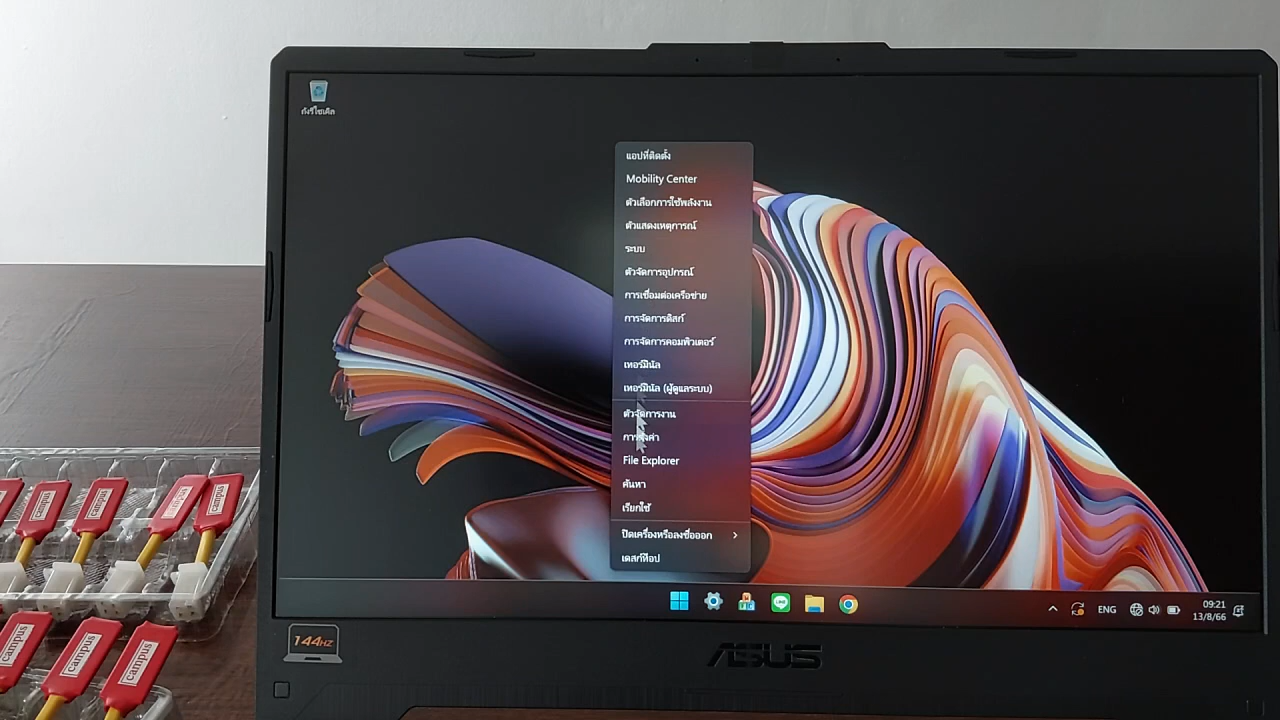 ถังรีไซเคิล
แอปที่ติดตั้ง
Mobility Center
ตัวเลือกการใช้พลังงาน
ตัวแสดงเหตุการณ์
ระบบ
ตัวจัดการอุปกรณ์
การเชื่อมต่อเครือข่าย
การจัดการดิสก์
การจัดการคอมพิวเตอร์
เทอร์มินัล
เทอร์มินัล (ผู้ดูแลระบบ)
ตัวจัดการงาน
การตั้งค่า
File Explorer
ค้นหา
เรียกใช้
ปิดเครื่องหรือลงชื่อออก
เดสก์ท็อป
ENG
09:21
13/8/66
144HZ
ASUS
campus
campus
campus
campus
campus
campus
campus